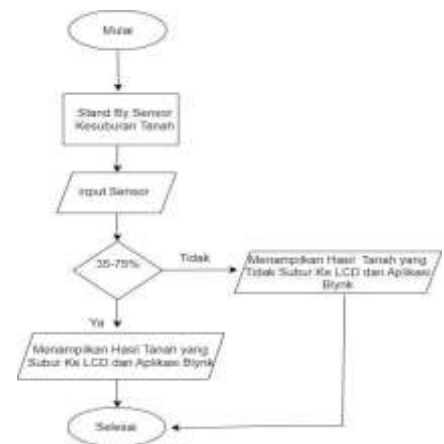 Mulai
Stand By Sensor
Kesuburan Tanah
Input Sensor
35-75%
Tidak
Menampilkan Hasil Tanah yang
Tidak Subur Ke LCD dan Aplikasi
Blynk
Ya
Menampilkan Hasil Tanah yang
Subur Ke LCD dan Aplikasi Blynk
Selesai